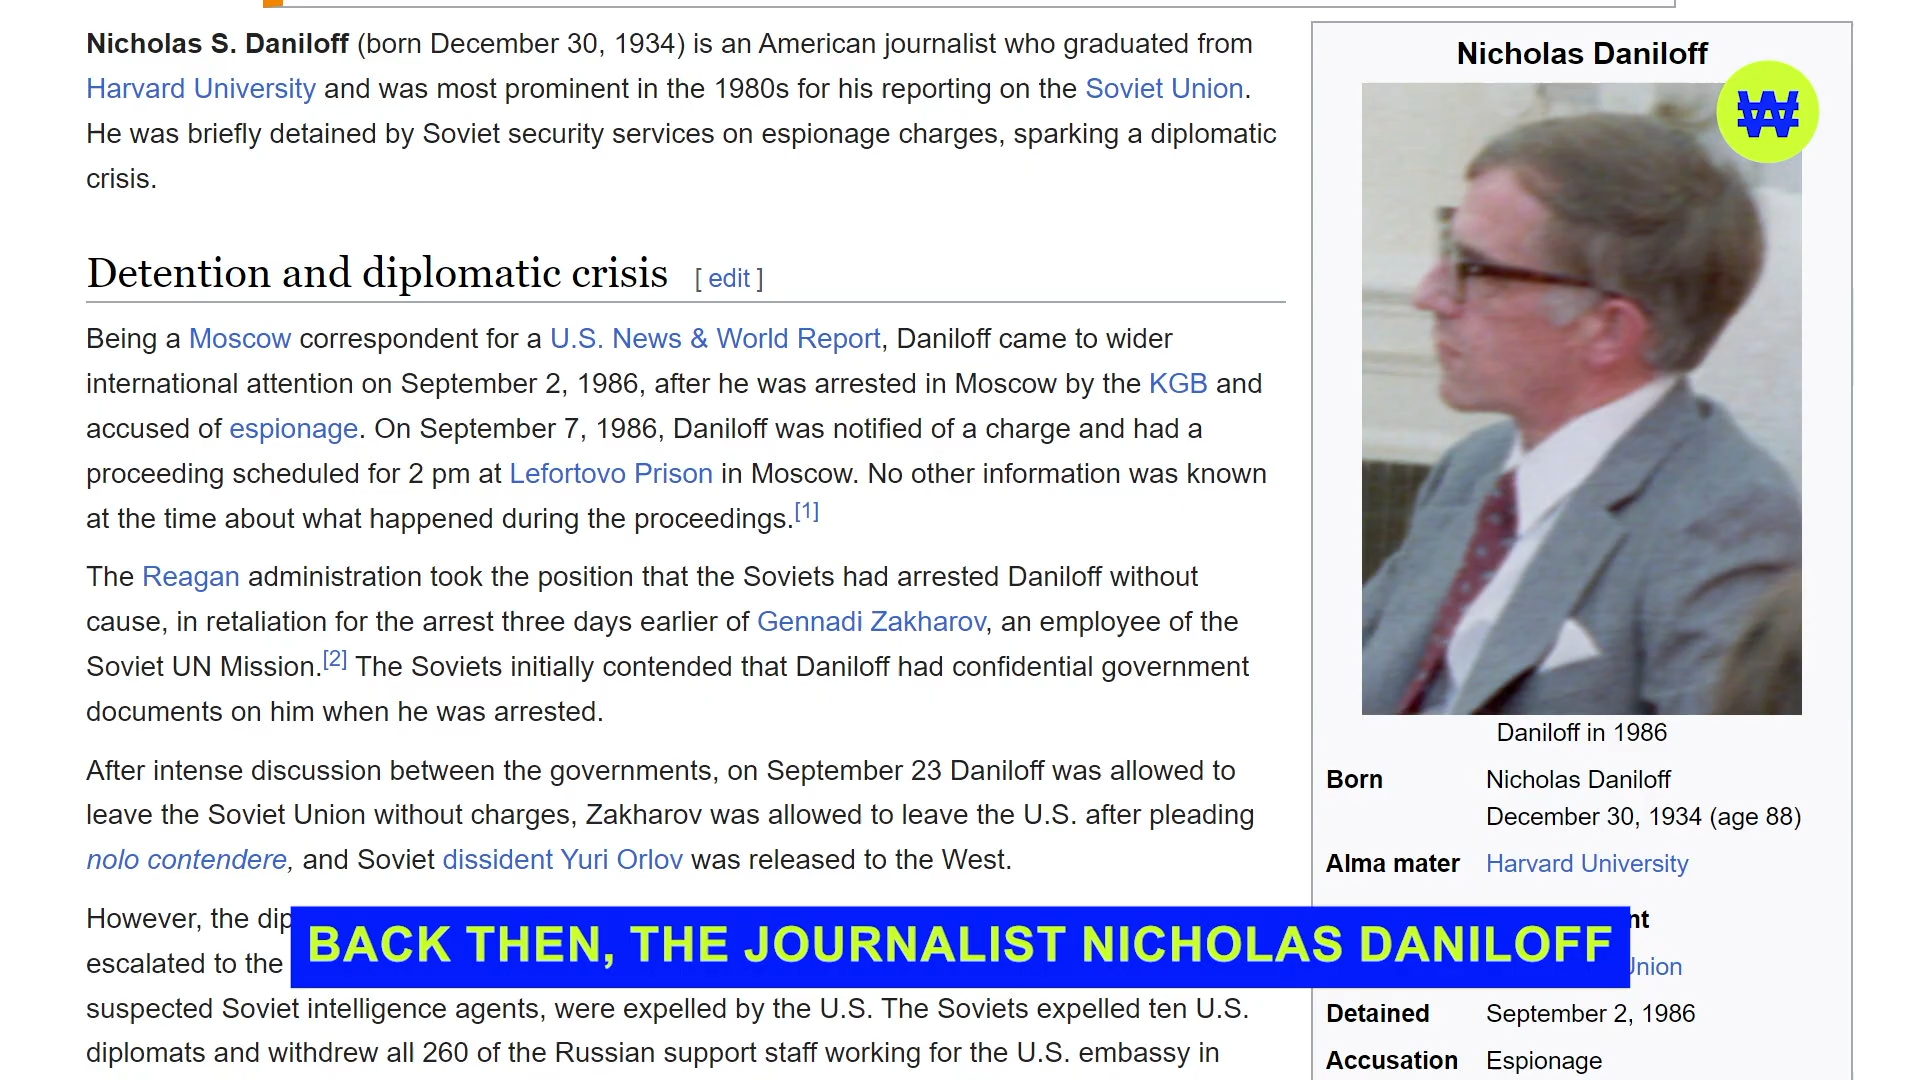 Nicholas S. Daniloff (born December 30, 1934) is an American journalist who graduated from
Harvard University and was most prominent in the 1980s for his reporting on the Soviet Union.
He was briefly detained by Soviet security services on espionage charges, sparking a diplomatic
crisis.
Detention and diplomatic crisis [ edit ]
Being a Moscow correspondent for a U.S. News & World Report, Daniloff came to wider
international attention on September 2, 1986, after he was arrested in Moscow by the KGB and
accused of espionage. On September 7, 1986, Daniloff was notified of a charge and had a
proceeding scheduled for 2 pm at Lefortovo Prison in Moscow. No other information was known
at the time about what happened during the proceedings.[1]
The Reagan administration took the position that the Soviets had arrested Daniloff without
cause, in retaliation for the arrest three days earlier of Gennadi Zakharov, an employee of the
Soviet UN Mission.[2] The Soviets initially contended that Daniloff had confidential government
documents on him when he was arrested.
After intense discussion between the governments, on September 23 Daniloff was allowed to
leave the Soviet Union without charges, Zakharov was allowed to leave the U.S. after pleading
nolo contendere, and Soviet dissident Yuri Orlov was released to the West.
However, the dip
escalated to the
suspected Soviet intelligence agents, were expelled by the U.S. The Soviets expelled ten U.S.
diplomats and withdrew all 260 of the Russian support staff working for the U.S. embassy in
BACK THEN, THE JOURNALIST NICHOLAS DANILOFF
Nicholas Daniloff
₩
Daniloff in 1986
Born Nicholas Daniloff
December 30, 1934 (age 88)
Alma mater Harvard University
nt
Union
Detained September 2, 1986
Accusation Espionage